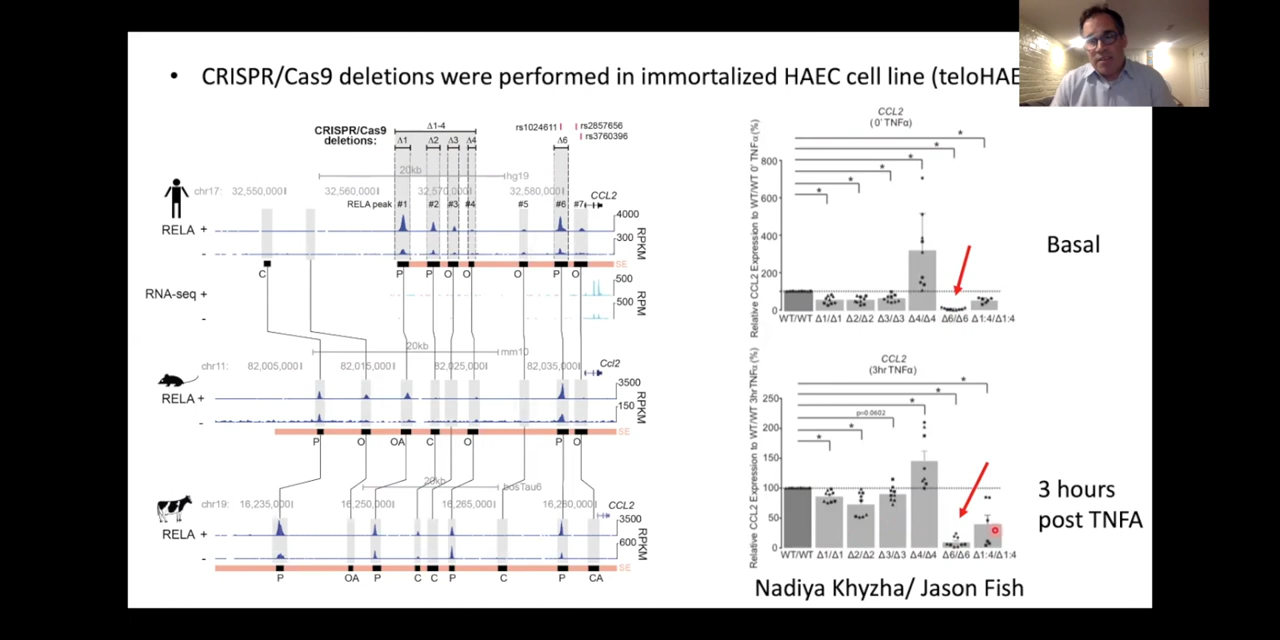 • CRISPR/Cas9 deletions were performed in immortalized HAEC cell line (teloHAE
CRISPR/Cas9
deletions:
Δ1-4
Δ1 Δ2 Δ3 Δ4 Δ6
rs1024611 rs2857656
rs3760396
20kb hg19
chr17: 32,550,000 32,560,000 32,570,000 32,580,000 CCL2
RELA peak #1 #2 #3 #4 #5 #6 #7
RELA + 4000
- 300
RPKM
SE
C P P O O O P O
RNA-seq + 500
- 500
RPM
20kb mm10
chr11: 82,005,000 82,015,000 82,025,000 82,035,000 Ccl2
RELA + 3500
- 150
RPKM
SE
P O OA C O P O
20kb bosTau6
chr19: 16,235,000 16,250,000 16,265,000 16,280,000 CCL2
RELA + 3500
- 600
RPKM
SE
P OA P C C P C P CA
CCL2
(0' TNFα)
Relative CCL2 Expression to WT/WT 0' TNFα (%)
800
600
400
200
0
* * * * * *
WT/WT Δ1/Δ1 Δ2/Δ2 Δ3/Δ3 Δ4/Δ4 Δ6/Δ6 Δ1:4/Δ1:4
Basal
CCL2
(3hr TNFα)
Relative CCL2 Expression to WT/WT 3hr TNFα (%)
250
200
150
100
50
0
* * * p=0.0602 * *
WT/WT Δ1/Δ1 Δ2/Δ2 Δ3/Δ3 Δ4/Δ4 Δ6/Δ6 Δ1:4/Δ1:4
3 hours
post TNFA
Nadiya Khyzha/ Jason Fish